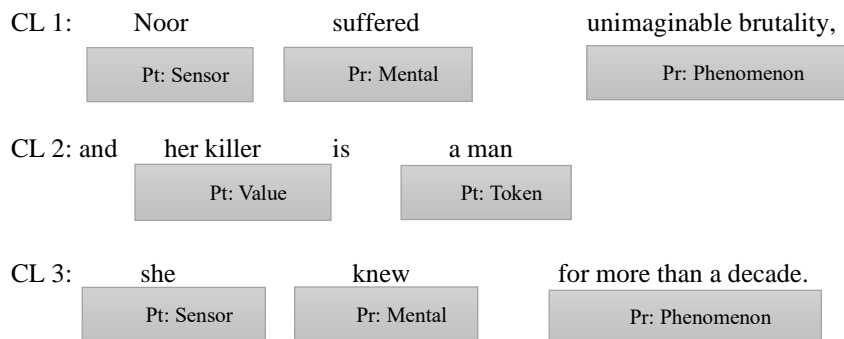 CL 1: Noor suffered unimaginable brutality,
Pt: Sensor Pr: Mental Pr: Phenomenon
CL 2: and her killer is a man
Pt: Value Pt: Token
CL 3: she knew for more than a decade.
Pt: Sensor Pr: Mental Pr: Phenomenon